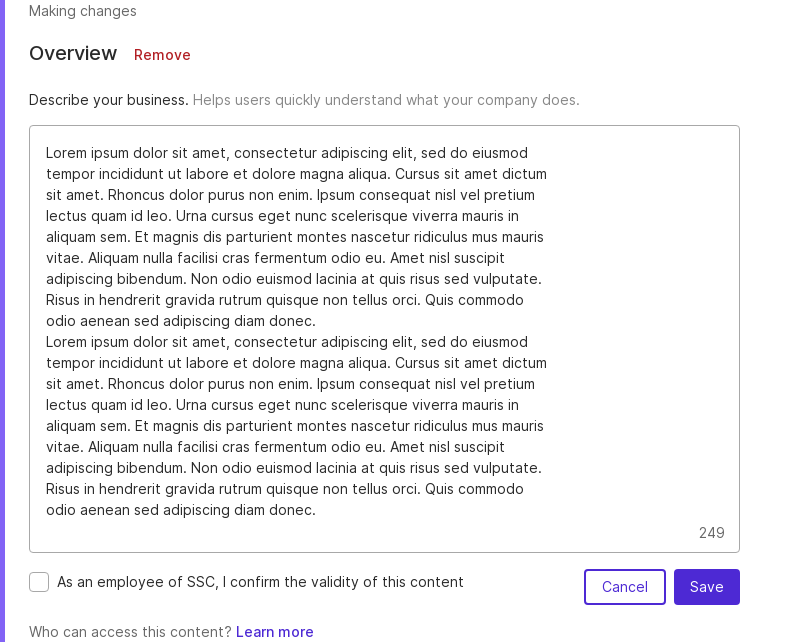 Making changes
Overview Remove
Describe your business. Helps users quickly understand what your company does.
Lorem ipsum dolor sit amet, consectetur adipiscing elit, sed do eiusmod
tempor incididunt ut labore et dolore magna aliqua. Cursus sit amet dictum
sit amet. Rhoncus dolor purus non enim. Ipsum consequat nisl vel pretium
lectus quam id leo. Urna cursus eget nunc scelerisque viverra mauris in
aliquam sem. Et magnis dis parturient montes nascetur ridiculus mus mauris
vitae. Aliquam nulla facilisi cras fermentum odio eu. Amet nisl suscipit
adipiscing bibendum. Non odio euismod lacinia at quis risus sed vulputate.
Risus in hendrerit gravida rutrum quisque non tellus orci. Quis commodo
odio aenean sed adipiscing diam donec.
Lorem ipsum dolor sit amet, consectetur adipiscing elit, sed do eiusmod
tempor incididunt ut labore et dolore magna aliqua. Cursus sit amet dictum
sit amet. Rhoncus dolor purus non enim. Ipsum consequat nisl vel pretium
lectus quam id leo. Urna cursus eget nunc scelerisque viverra mauris in
aliquam sem. Et magnis dis parturient montes nascetur ridiculus mus mauris
vitae. Aliquam nulla facilisi cras fermentum odio eu. Amet nisl suscipit
adipiscing bibendum. Non odio euismod lacinia at quis risus sed vulputate.
Risus in hendrerit gravida rutrum quisque non tellus orci. Quis commodo
odio aenean sed adipiscing diam donec.
249
As an employee of SSC, I confirm the validity of this content
Cancel Save
Who can access this content? Learn more